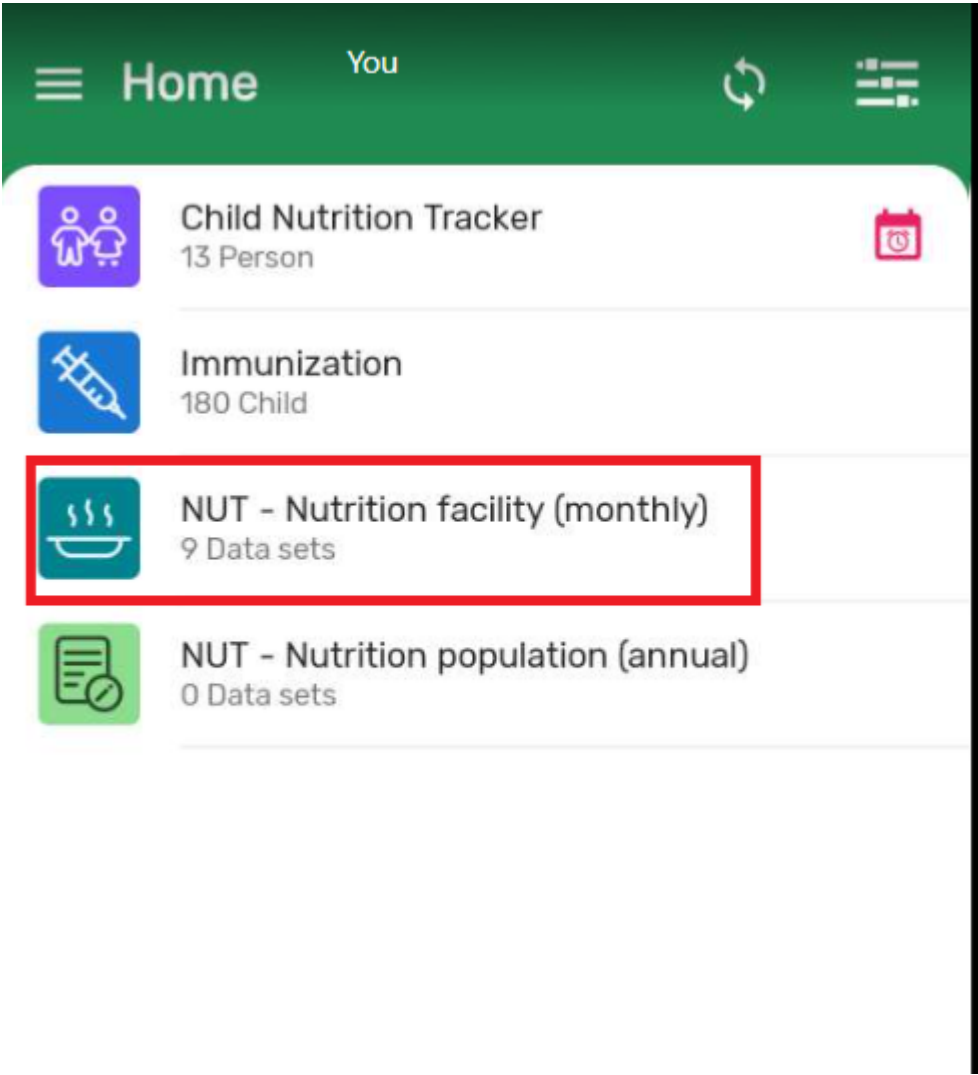 Home
You
Child Nutrition Tracker
13 Person
Immunization
180 Child
NUT - Nutrition facility (monthly)
9 Data sets
NUT - Nutrition population (annual)
0 Data sets